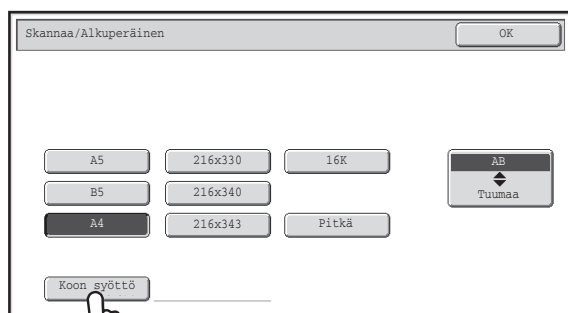 Skannaa/Alkuperäinen OK
A5 216x330 16K AB
B5 216x340 Tuumaa
A4 216x343 Pitkä
Koon syöttö